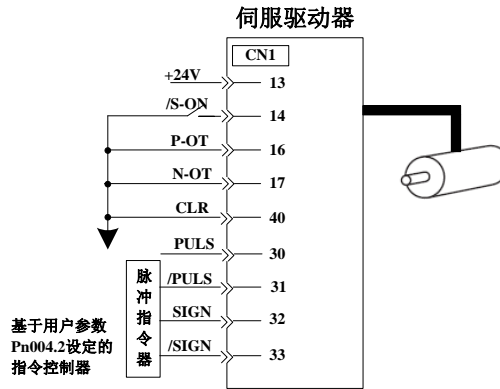 伺服驱动器
CN1
+24V 13
/S-ON 14
P-OT 16
N-OT 17
CLR 40
PULS 30
/PULS 31
SIGN 32
/SIGN 33
脉冲指令器
基于用户参数
Pn004.2设定的
指令控制器